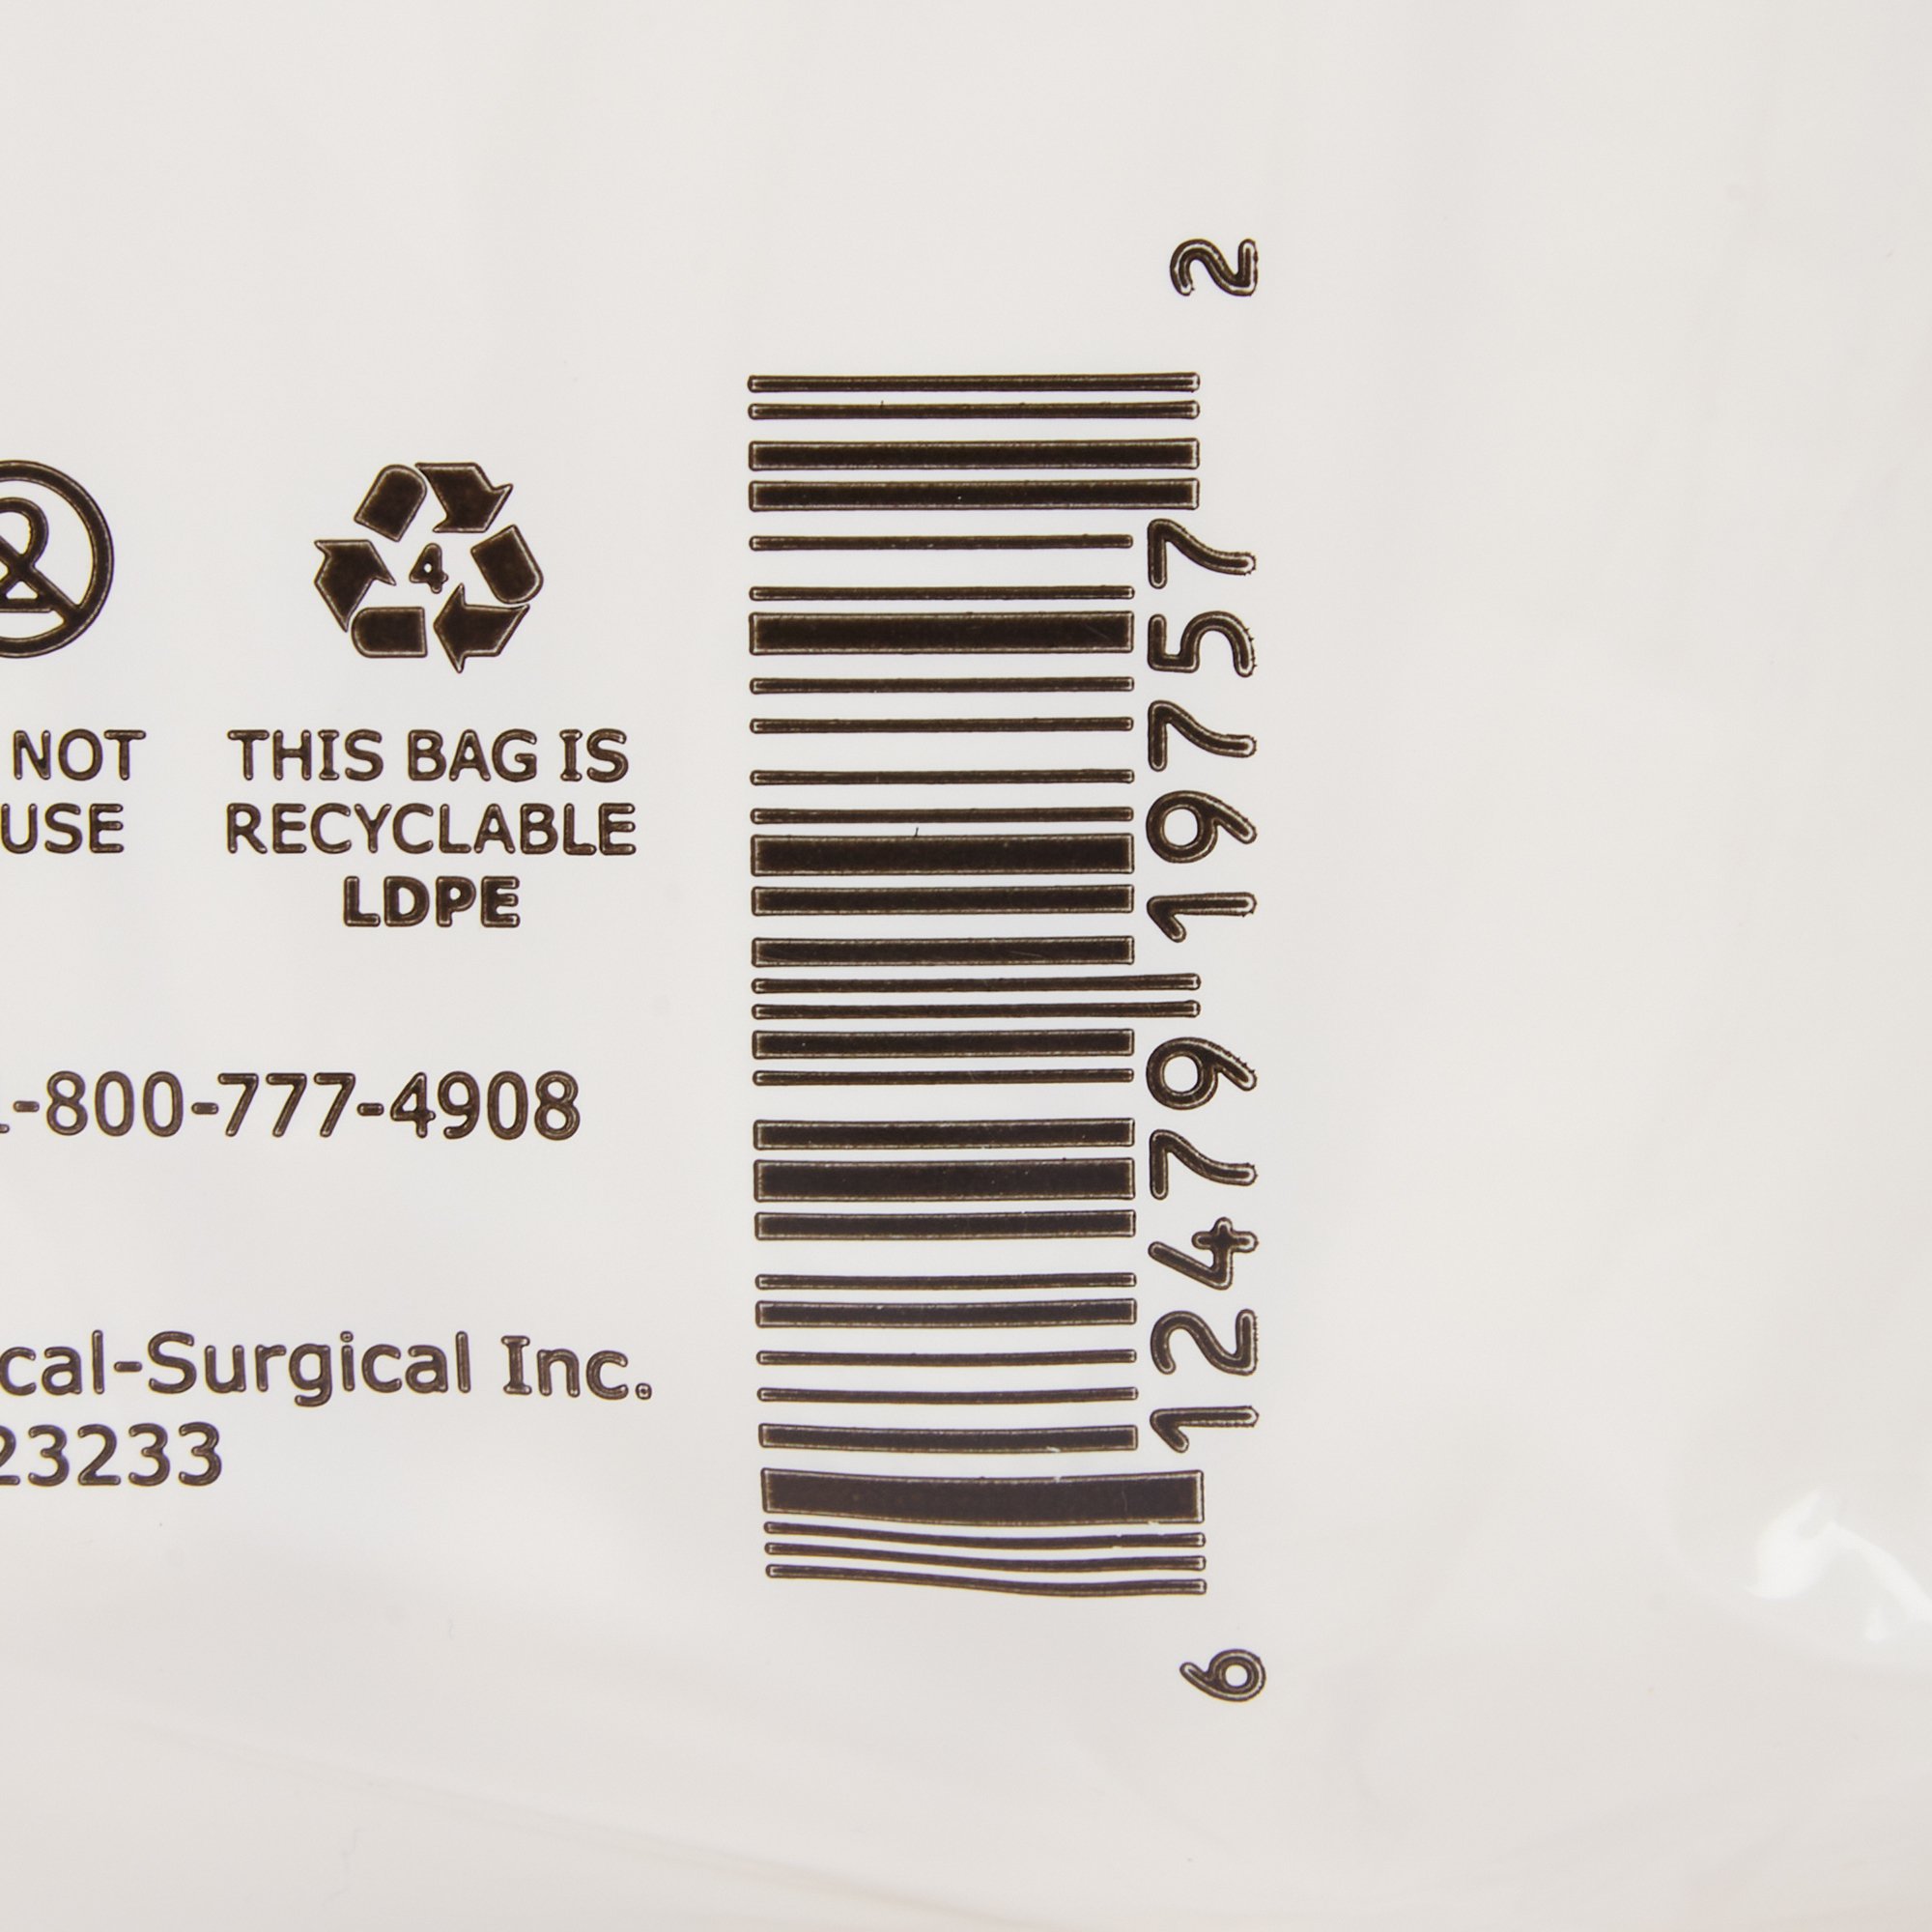 NOT
USE
4
THIS BAG IS
RECYCLABLE
LDPE
1-800-777-4908
cal-Surgical Inc.
23233
6 12479 19757 2